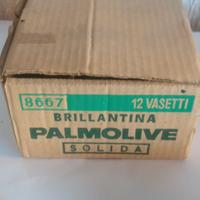 8667 12 VASETTI
BRILLANTINA
PALMOLIVE
SOLIDA